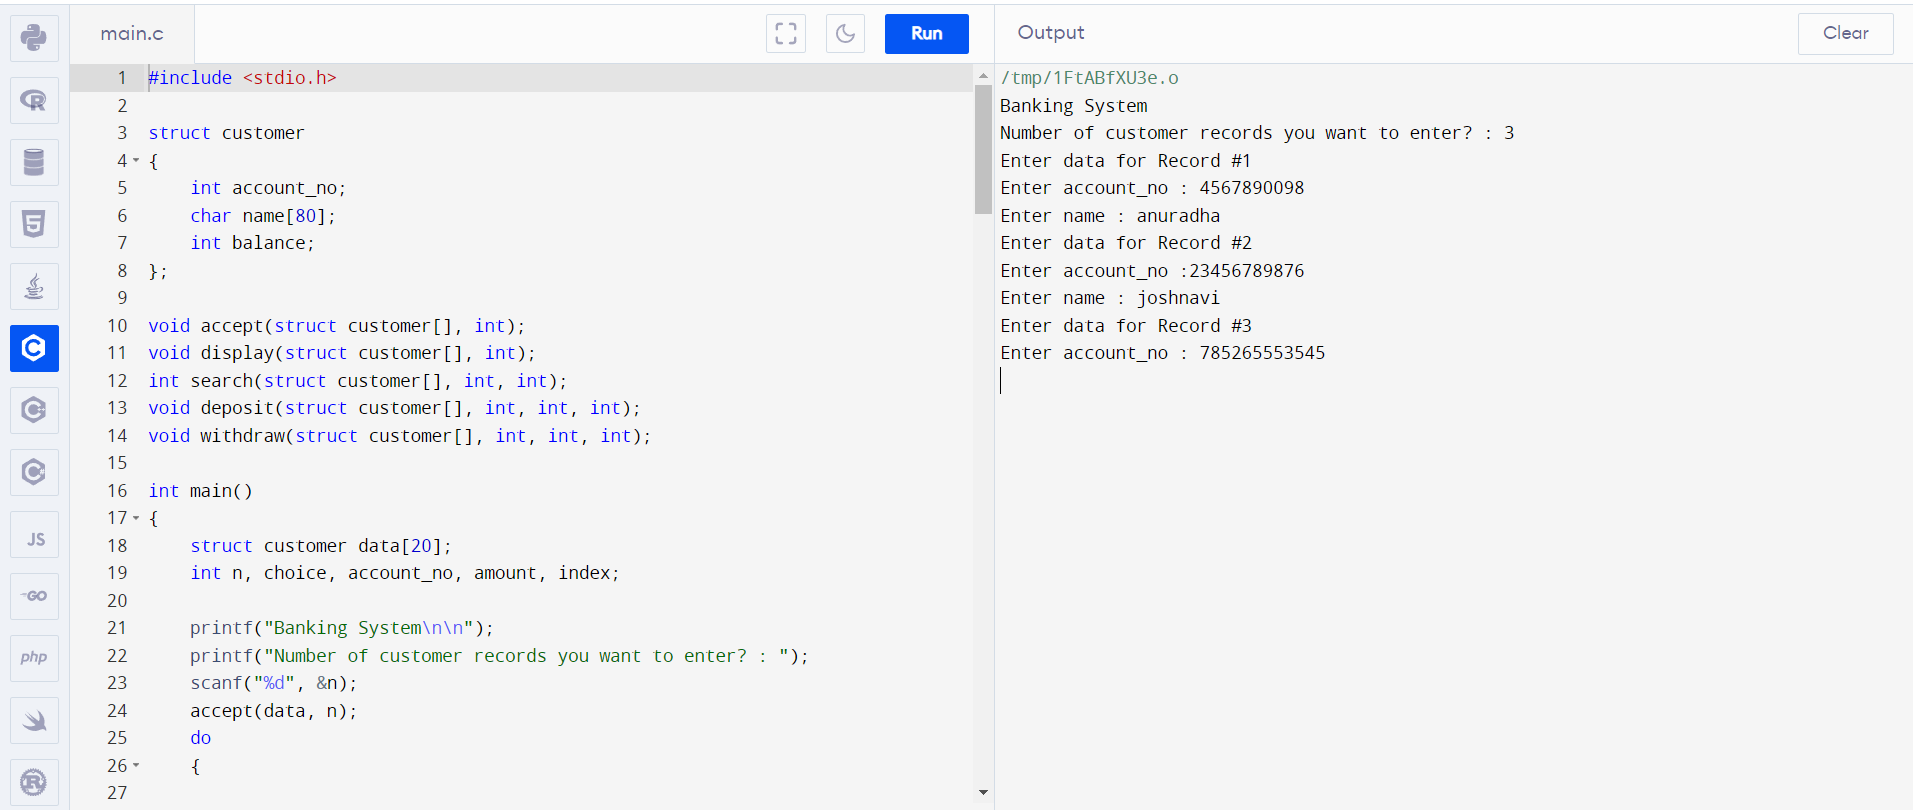 main.c
Run
Output
Clear
1 #include <stdio.h>
2
3 struct customer
4 {
5 int account_no;
6 char name[80];
7 int balance;
8 };
9
10 void accept(struct customer[], int);
11 void display(struct customer[], int);
12 int search(struct customer[], int, int);
13 void deposit(struct customer[], int, int, int);
14 void withdraw(struct customer[], int, int, int);
15
16 int main()
17 {
18 struct customer data[20];
19 int n, choice, account_no, amount, index;
20
21 printf("Banking System\n\n");
22 printf("Number of customer records you want to enter? : ");
23 scanf("%d", &n);
24 accept(data, n);
25 do
26 {
27
/tmp/1FtABfXU3e.o
Banking System
Number of customer records you want to enter? : 3
Enter data for Record #1
Enter account_no : 4567890098
Enter name : anuradha
Enter data for Record #2
Enter account_no :23456789876
Enter name : joshnavi
Enter data for Record #3
Enter account_no : 785265553545
R
5
C
C
C
JS
GO
php
R